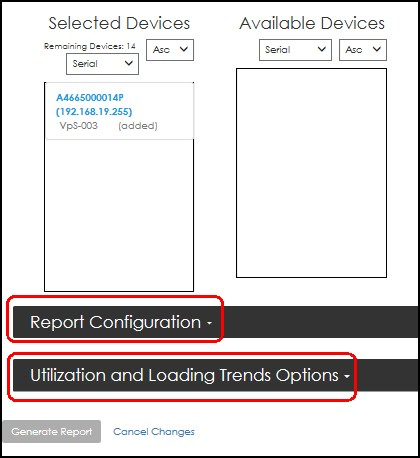 Selected Devices
Remaining Devices: 14
Asc
Serial
A4665000014P
(192.168.19.255)
VpS-003 (added)
Available Devices
Serial
Asc
Report Configuration
Utilization and Loading Trends Options
Generate Report
Cancel Changes